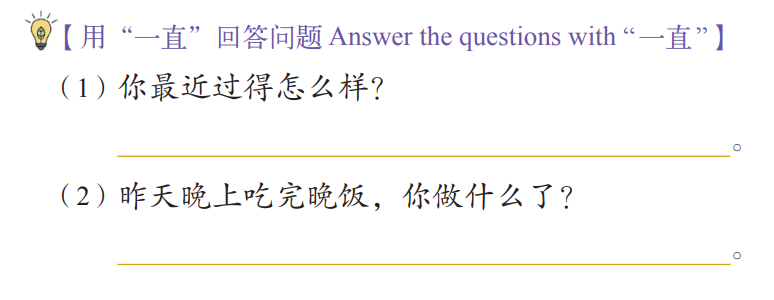 【用“一直”回答问题 Answer the questions with “一直”】
（1）你最近过得怎么样?
。
（2）昨天晚上吃完晚饭，你做什么了?
。